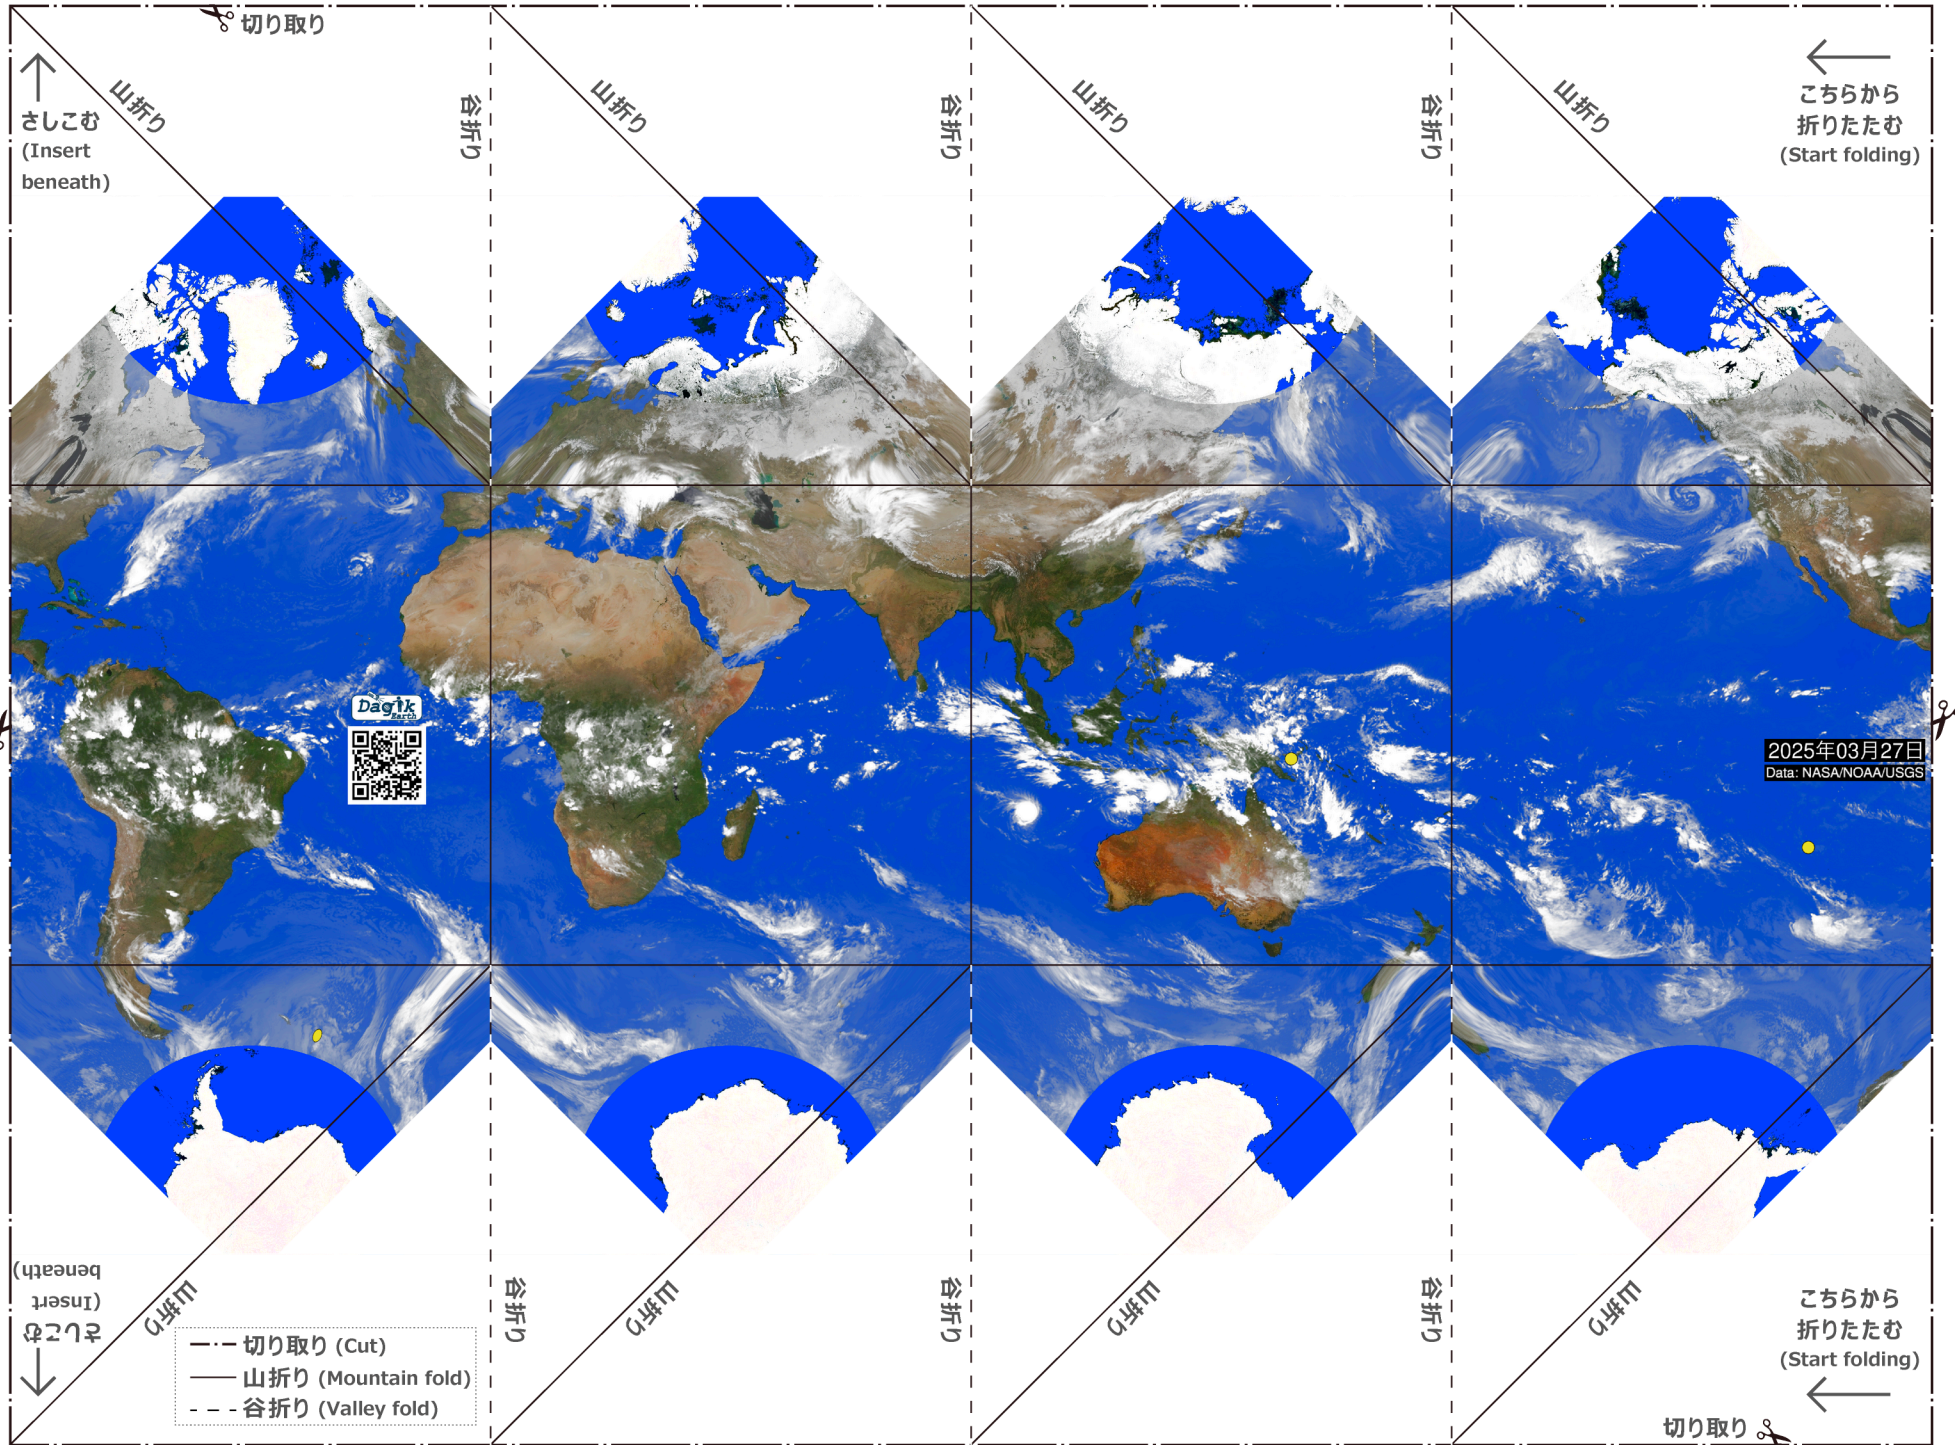 切り取り
山折り
谷折り
山折り
谷折り
山折り
谷折り
山折り
さしこむ
(Insert
beneath)
こちらから
折りたたむ
(Start folding)
Dagik
Earth
2025年03月27日
Data: NASA/NOAA/USGS
さしこむ
(Insert
beneath)
山折り
谷折り
山折り
谷折り
山折り
谷折り
山折り
こちらから
折りたたむ
(Start folding)
切り取り (Cut)
山折り (Mountain fold)
谷折り (Valley fold)
切り取り